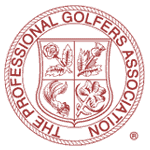 THE PROFESSIONAL GOLFERS ASSOCIATION
®